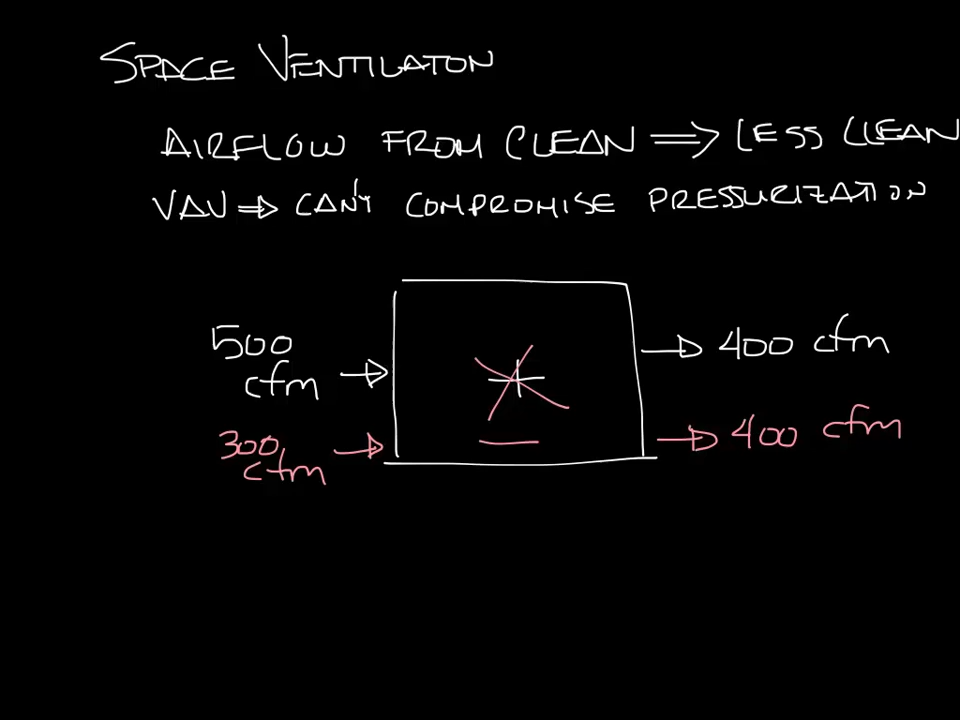 SPACE VENTILATON
AIRFLOW FROM CLEAN ⇒ LESS CLEAN
VAV ⇒ CAN'T COMPROMISE PRESSURIZATION
500 cfm → + → 400 cfm
300 cfm → − → 400 cfm